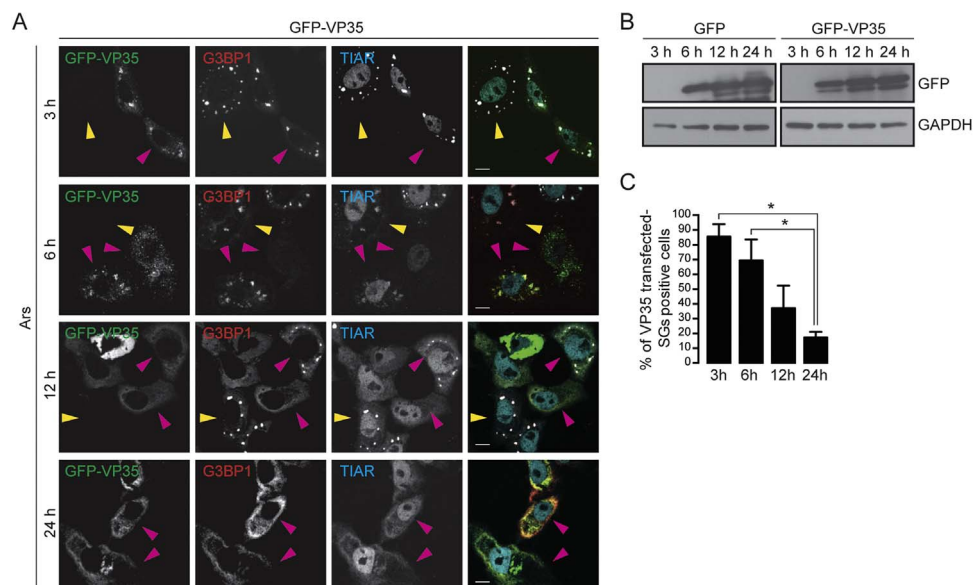 A
GFP-VP35
GFP-VP35 G3BP1 TIAR
3 h
GFP-VP35 G3BP1 TIAR
6 h
Ars
GFP-VP35 G3BP1 TIAR
12 h
GFP-VP35 G3BP1 TIAR
24 h
B
GFP GFP-VP35
3 h 6 h 12 h 24 h 3 h 6 h 12 h 24 h
GFP
GAPDH
C
% of VP35 transfected-
SGs positive cells
100
90
80
70
60
50
40
30
20
10
0
* 
*
3h 6h 12h 24h